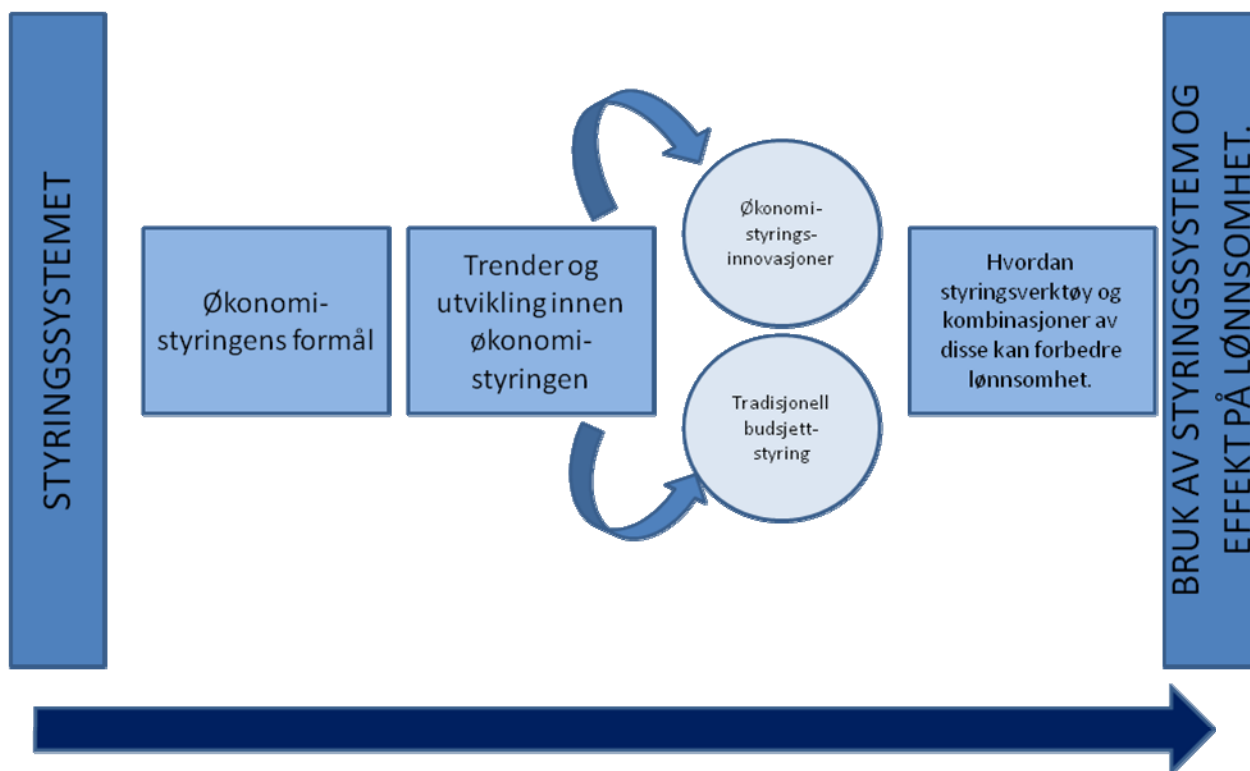 STYRINGSSYSTEMET
Økonomi-
styringens formål
Trender og
utvikling innen
økonomi-
styringen
Økonomi-
styrings-
innovasjoner
Tradisjonell
budsjett-
styring
Hvordan
styringsverktøy og
kombinasjoner av
disse kan forbedre
lønnsomhet.
BRUK AV STYRINGSSYSTEM OG
EFFEKT PÅ LØNNSOMHET.